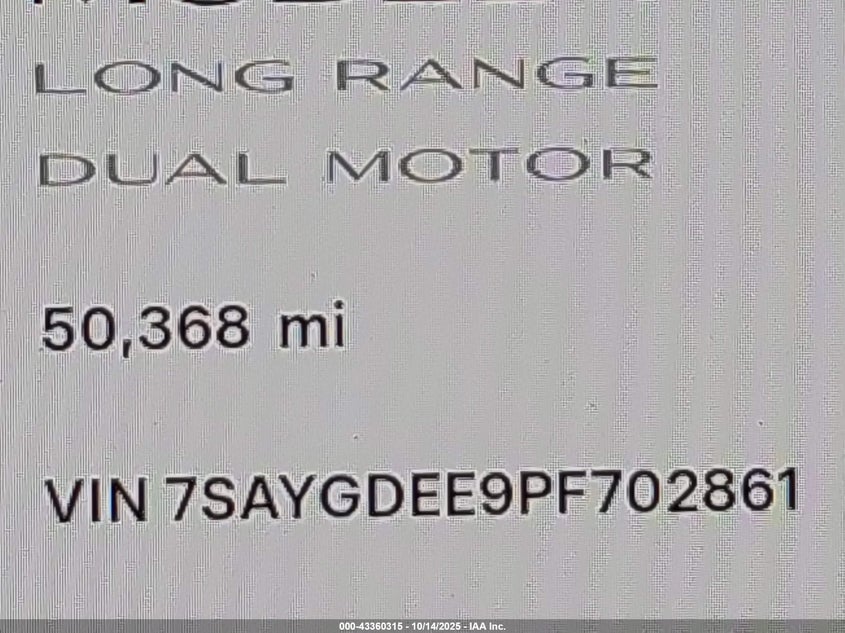 LONG RANGE
DUAL MOTOR
50,368 mi
VIN 7SAYGDEE9PF702861
000-43360315 - 10/14/2025 - IAA Inc.